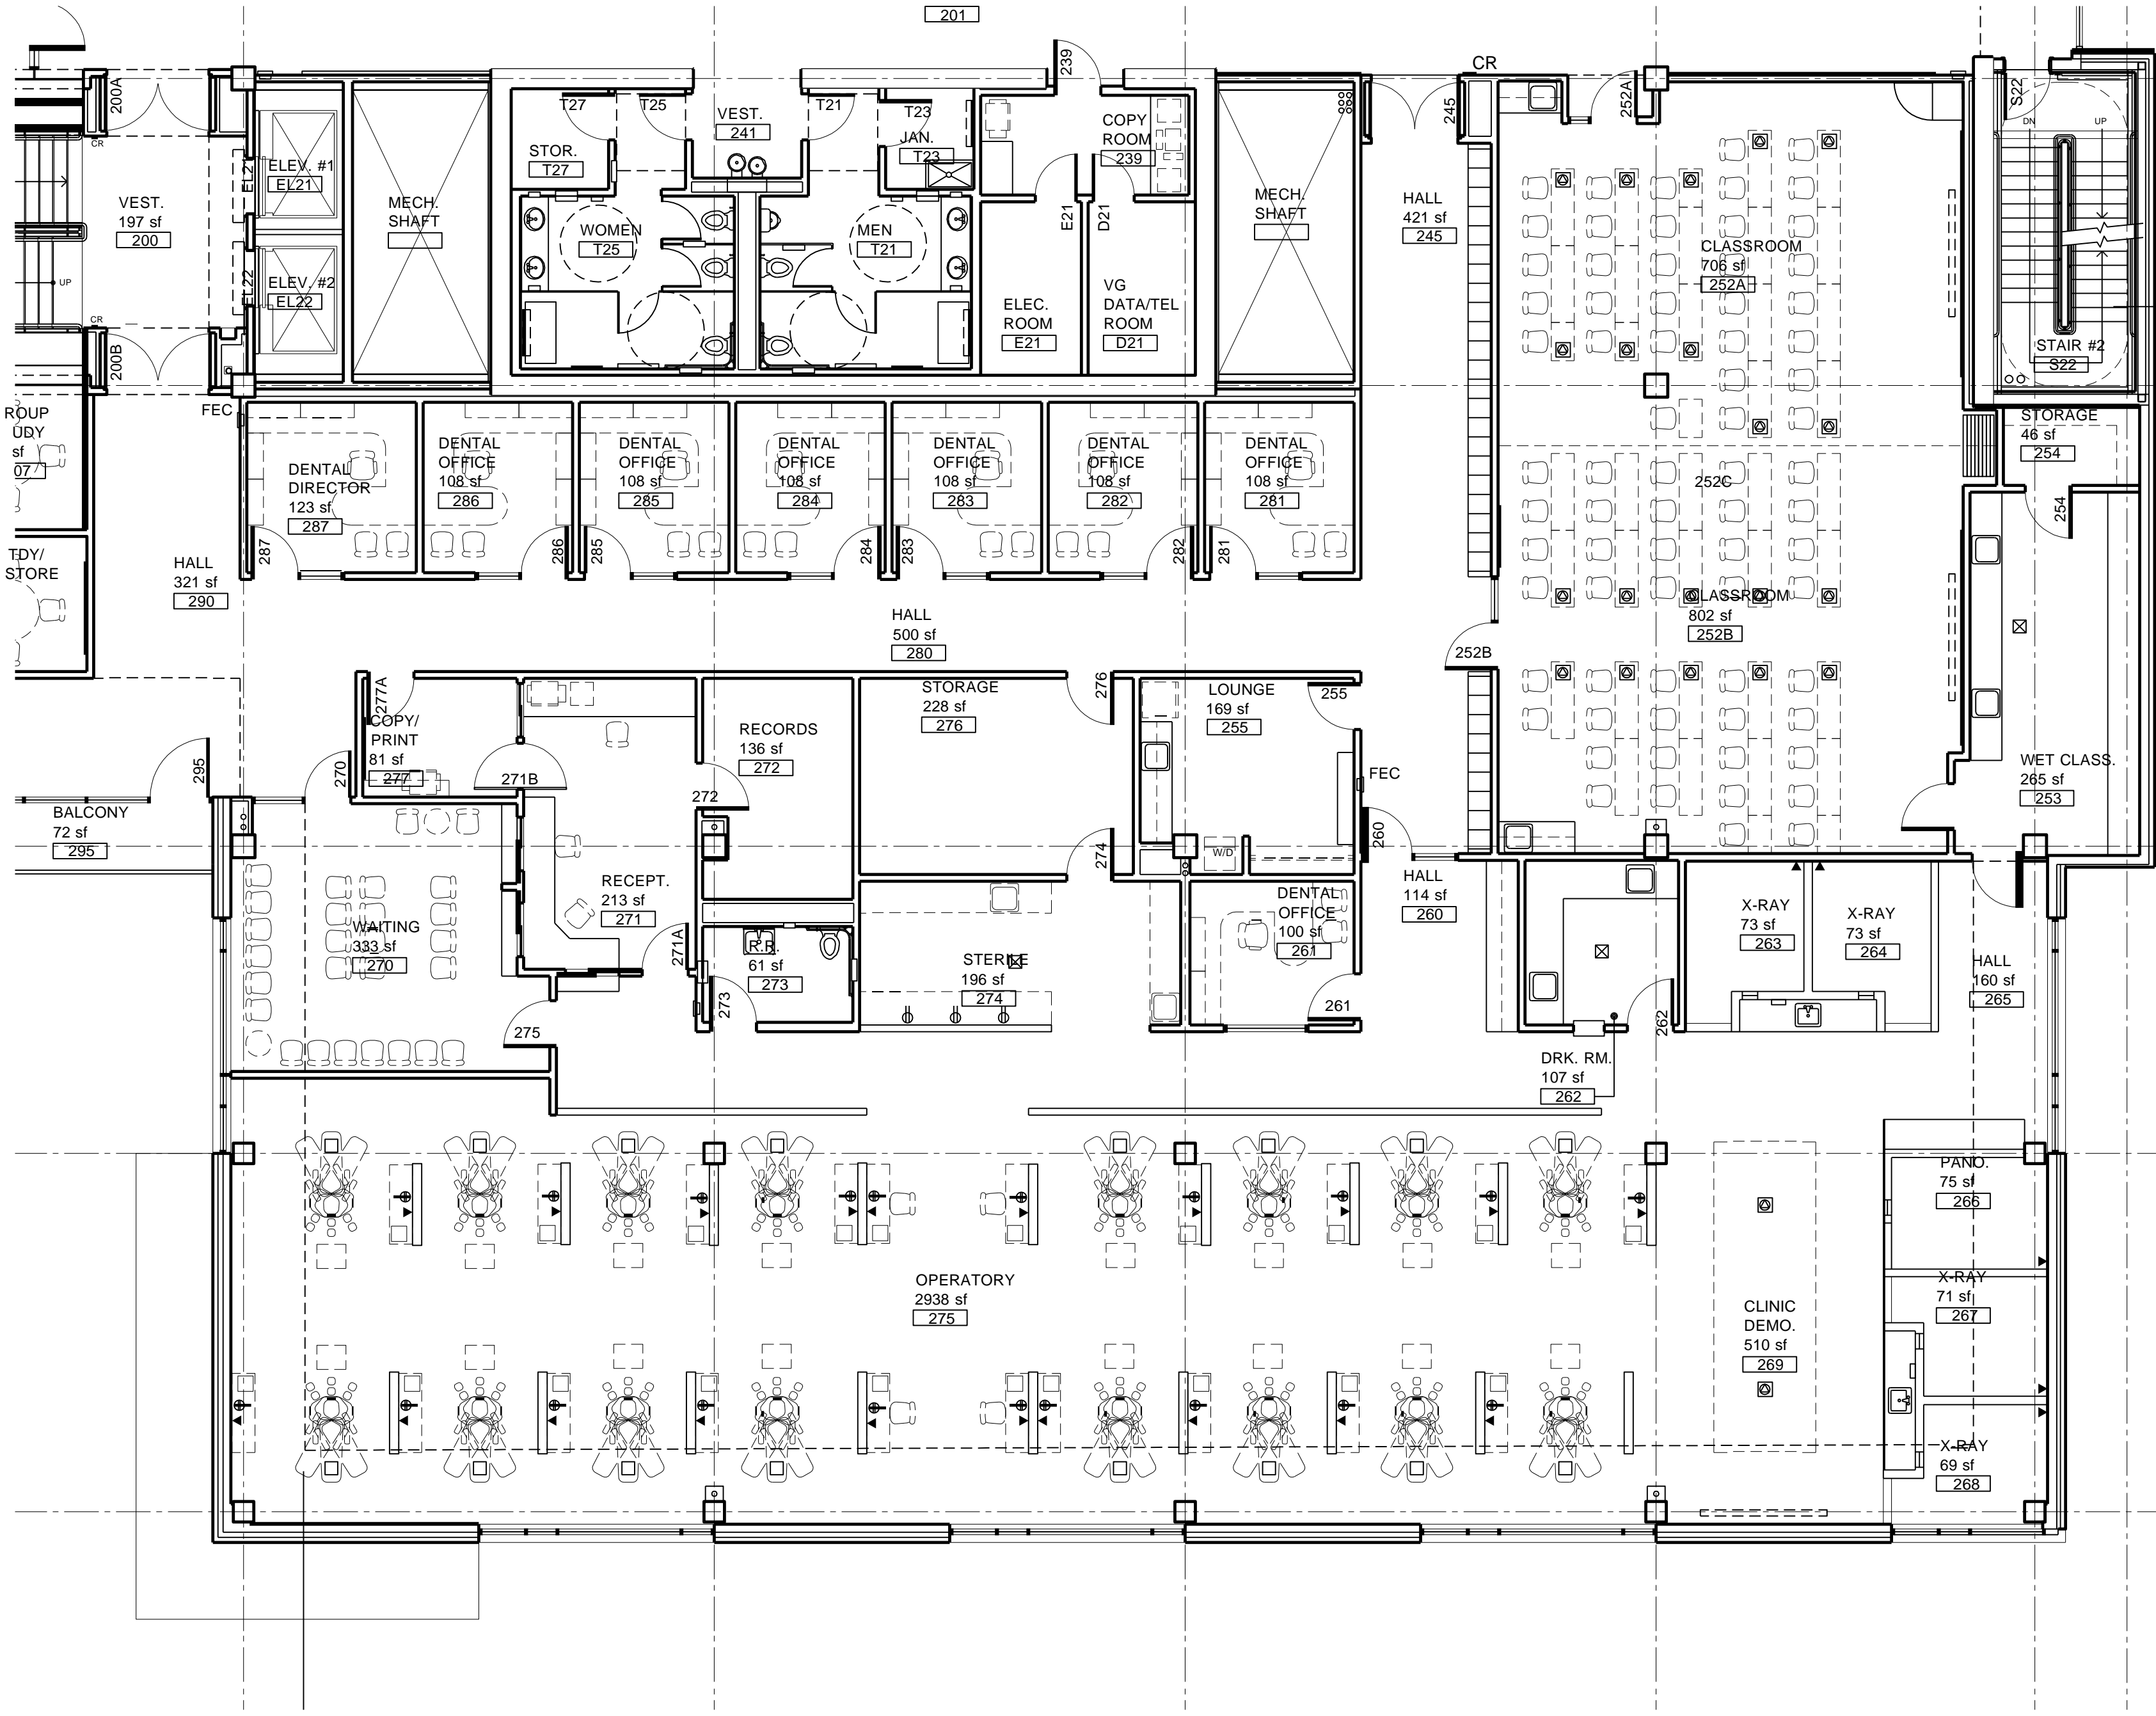 201
200A
CR
VEST.
197 sf
200
UP
CR
200B
FEC
EL21
ELEV. #1
EL21
EL22
ELEV. #2
EL22
MECH.
SHAFT
T27
T25
STOR.
T27
VEST.
241
T21
T23
JAN.
T23
WOMEN
T25
MEN
T21
239
COPY
ROOM
239
E21
D21
ELEC.
ROOM
E21
VG
DATA/TEL
ROOM
D21
MECH.
SHAFT
CR
245
HALL
421 sf
245
252A
CLASSROOM
706 sf
252A
S22
DN
UP
STAIR #2
S22
STORAGE
46 sf
254
254
ROUP
UDY
sf
07
TDY/
STORE
HALL
321 sf
290
DENTAL
DIRECTOR
123 sf
287
287
DENTAL
OFFICE
108 sf
286
286
DENTAL
OFFICE
108 sf
285
285
DENTAL
OFFICE
108 sf
284
284
DENTAL
OFFICE
108 sf
283
283
DENTAL
OFFICE
108 sf
282
282
DENTAL
OFFICE
108 sf
281
281
252C
CLASSROOM
802 sf
252B
252B
HALL
500 sf
280
277A
COPY/
PRINT
81 sf
277
270
271B
RECORDS
136 sf
272
272
STORAGE
228 sf
276
276
LOUNGE
169 sf
255
255
FEC
W/D
260
WET CLASS.
265 sf
253
295
BALCONY
72 sf
295
WAITING
333 sf
270
RECEPT.
213 sf
271
271A
R.R.
61 sf
273
273
274
STERILE
196 sf
274
DENTAL
OFFICE
100 sf
261
261
HALL
114 sf
260
X-RAY
73 sf
263
X-RAY
73 sf
264
HALL
160 sf
265
275
262
DRK. RM.
107 sf
262
OPERATORY
2938 sf
275
CLINIC
DEMO.
510 sf
269
PANO.
75 sf
266
X-RAY
71 sf
267
X-RAY
69 sf
268